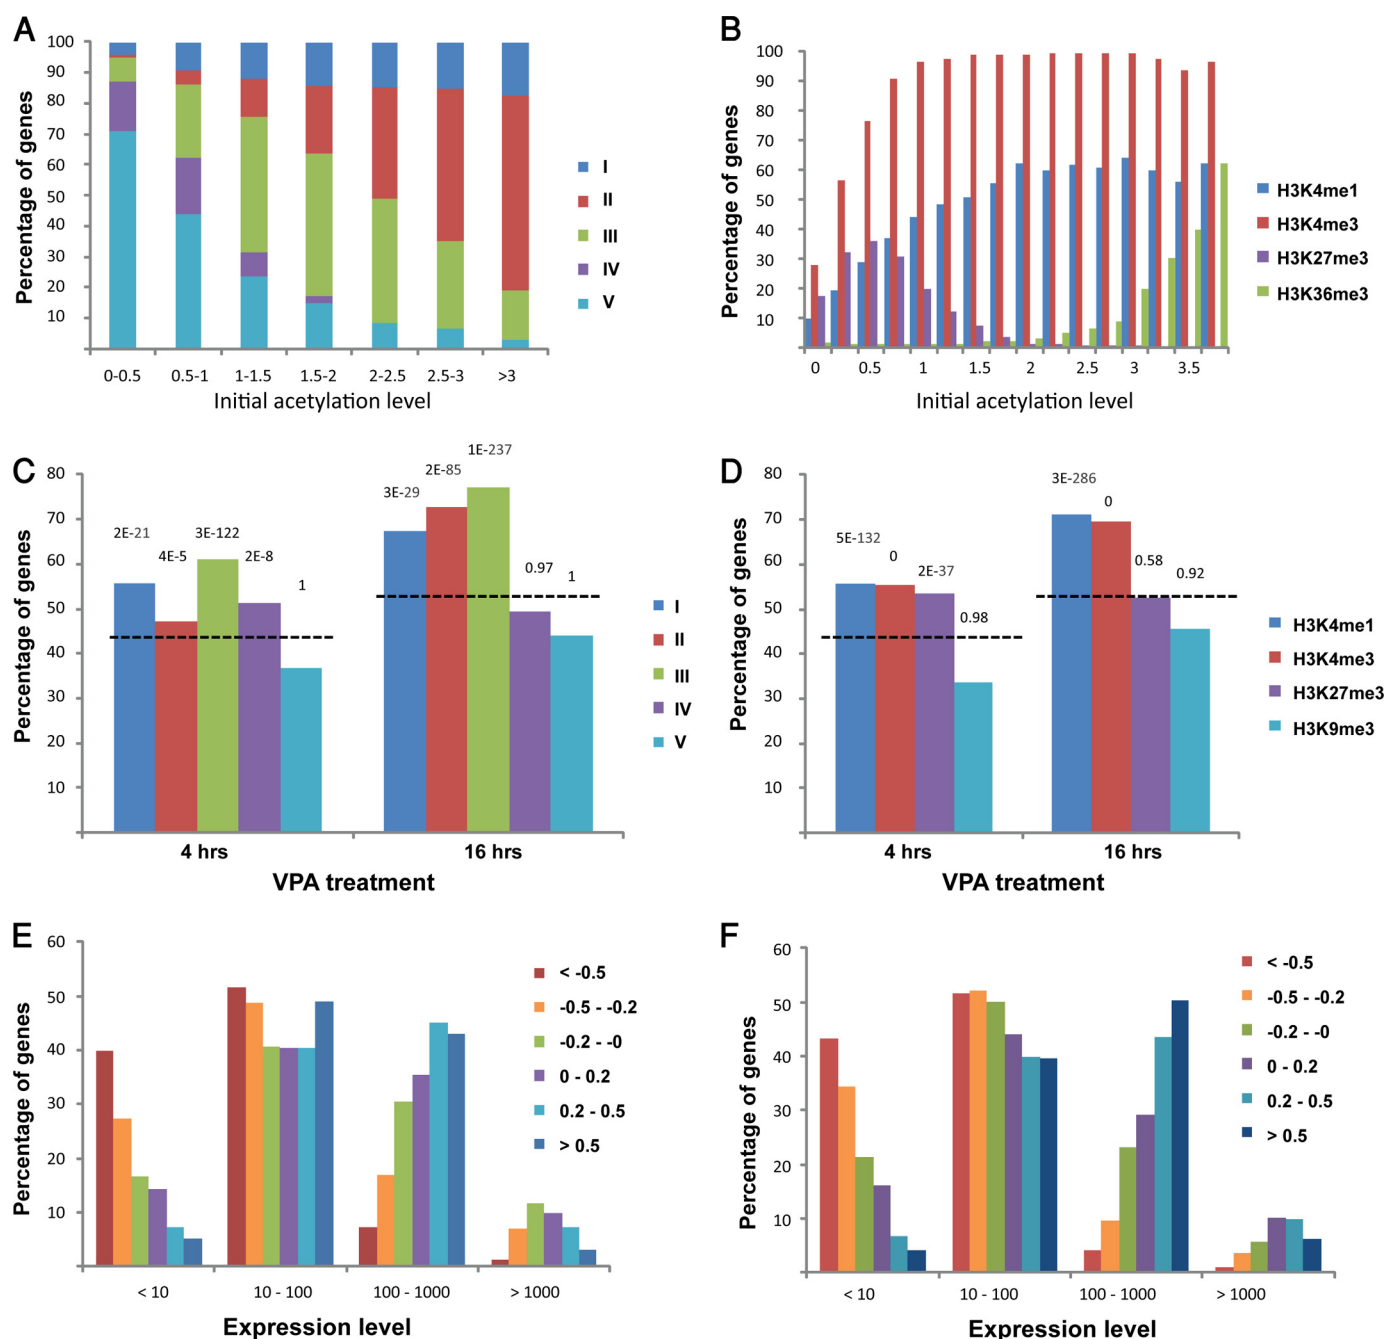 A
Percentage of genes
100
90
80
70
60
50
40
30
20
10
0-0.5 0.5-1 1-1.5 1.5-2 2-2.5 2.5-3 >3
Initial acetylation level
I
II
III
IV
V
B
Percentage of genes
100
90
80
70
60
50
40
30
20
10
0 0.5 1 1.5 2 2.5 3 3.5
Initial acetylation level
H3K4me1
H3K4me3
H3K27me3
H3K36me3
C
Percentage of genes
80
70
60
50
40
30
20
10
2E-21 4E-5 3E-122 2E-8 1
3E-29 2E-85 1E-237 0.97 1
4 hrs 16 hrs
VPA treatment
I
II
III
IV
V
D
Percentage of genes
80
70
60
50
40
30
20
10
5E-132 0 2E-37 0.98
3E-286 0 0.58 0.92
4 hrs 16 hrs
VPA treatment
H3K4me1
H3K4me3
H3K27me3
H3K9me3
E
Percentage of genes
60
50
40
30
20
10
< 10 10 - 100 100 - 1000 > 1000
Expression level
< -0.5
-0.5 - -0.2
-0.2 - -0
0 - 0.2
0.2 - 0.5
> 0.5
F
Percentage of genes
60
50
40
30
20
10
< 10 10 - 100 100 - 1000 > 1000
Expression level
< -0.5
-0.5 - -0.2
-0.2 - -0
0 - 0.2
0.2 - 0.5
> 0.5